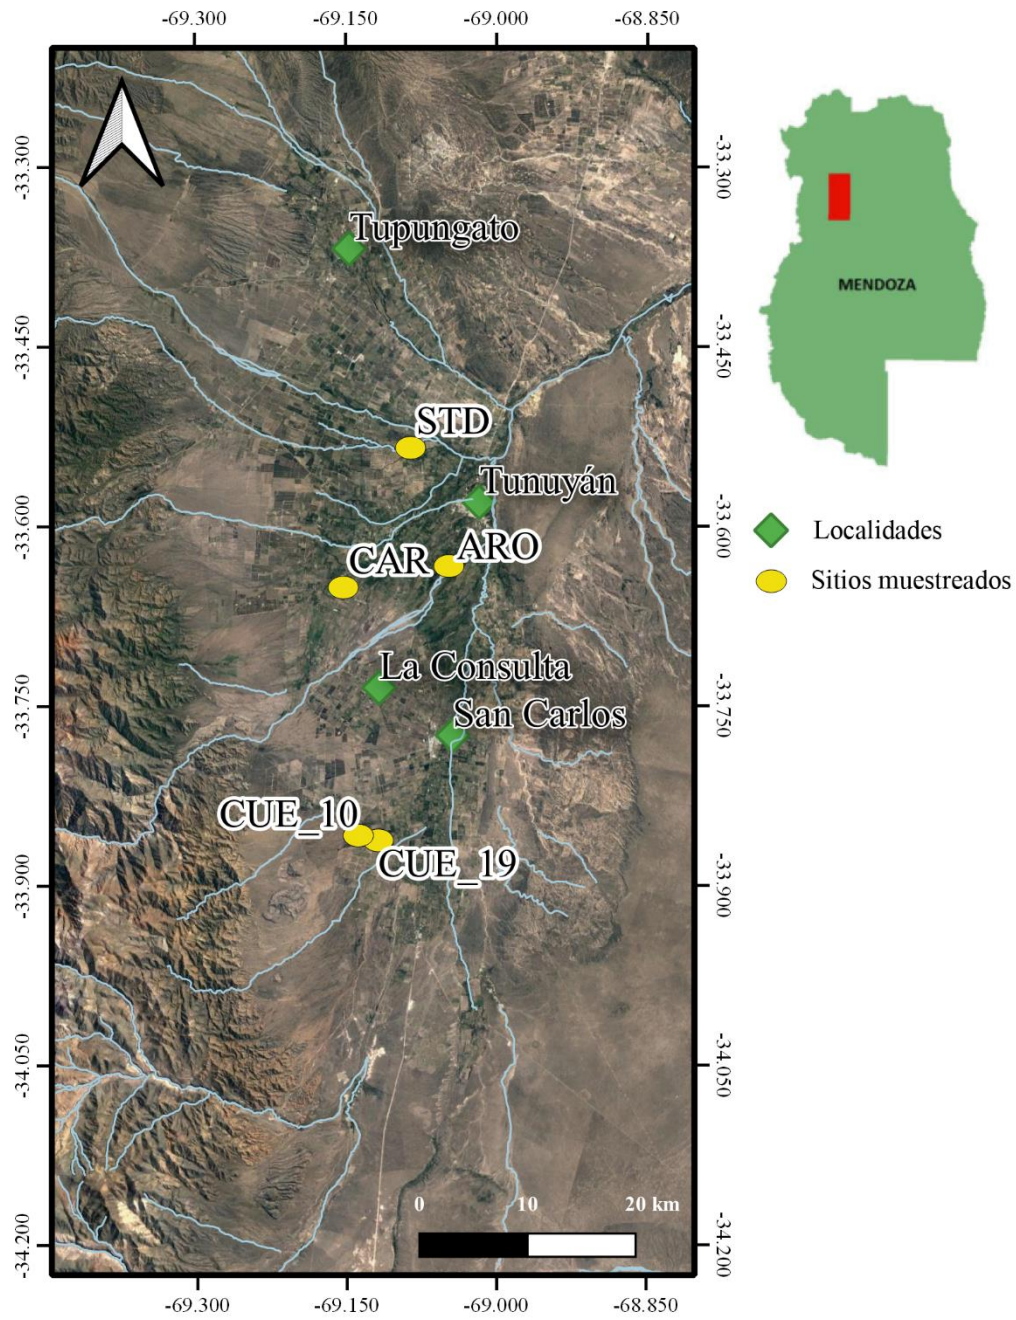 -69.300
-69.150
-69.000
-68.850
-33.300
-33.300
Tupungato
MENDOZA
-33.450
-33.450
STD
Tunuyán
-33.600
-33.600
Localidades
CAR
ARO
Sitios muestreados
La Consulta
-33.750
-33.750
San Carlos
CUE_10
CUE_19
-33.900
-33.900
-34.050
-34.050
0
10
20 km
-34.200
-34.200
-69.300
-69.150
-69.000
-68.850